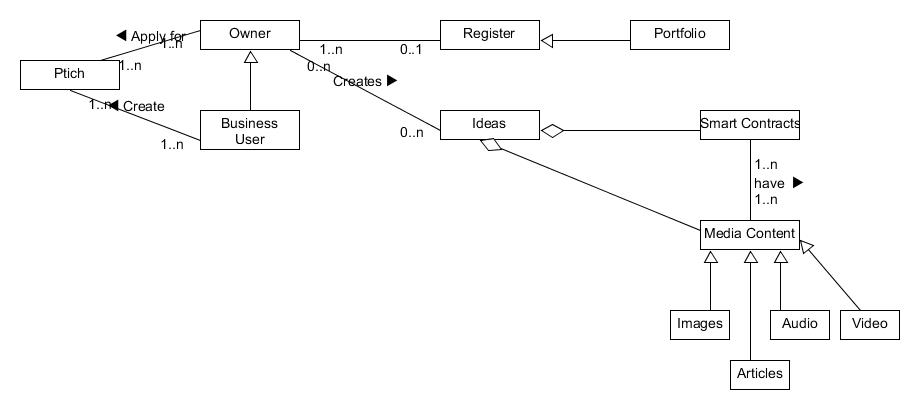 Owner
Register
Portfolio
◀ Apply for
1..n
1..n
0..1
1..n
0..n
Ptich
Creates ▶
1..n
◀ Create
Business
User
Ideas
Smart Contracts
0..n
1..n
1..n
have ▶
1..n
Media Content
Images
Audio
Video
Articles